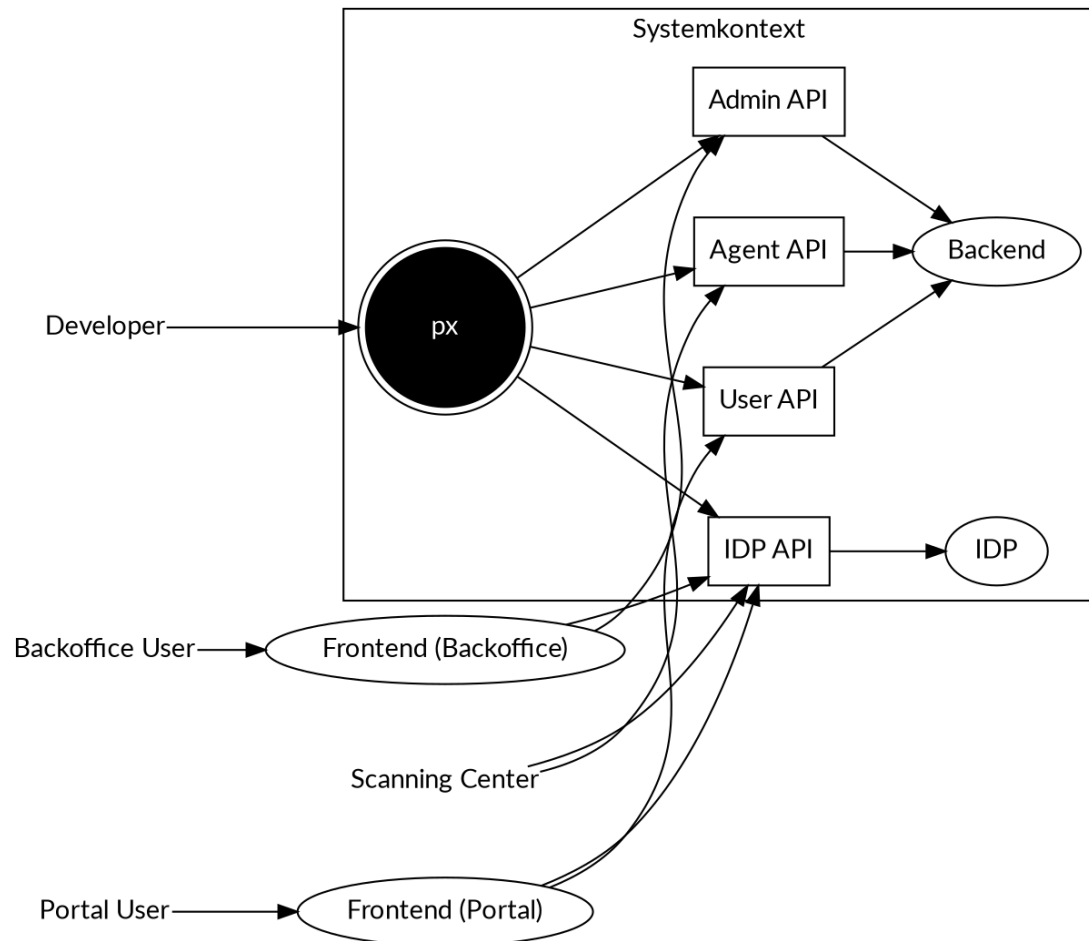 Systemkontext
Admin API
Agent API
Backend
Developer
px
User API
IDP API
IDP
Backoffice User
Frontend (Backoffice)
Scanning Center
Portal User
Frontend (Portal)